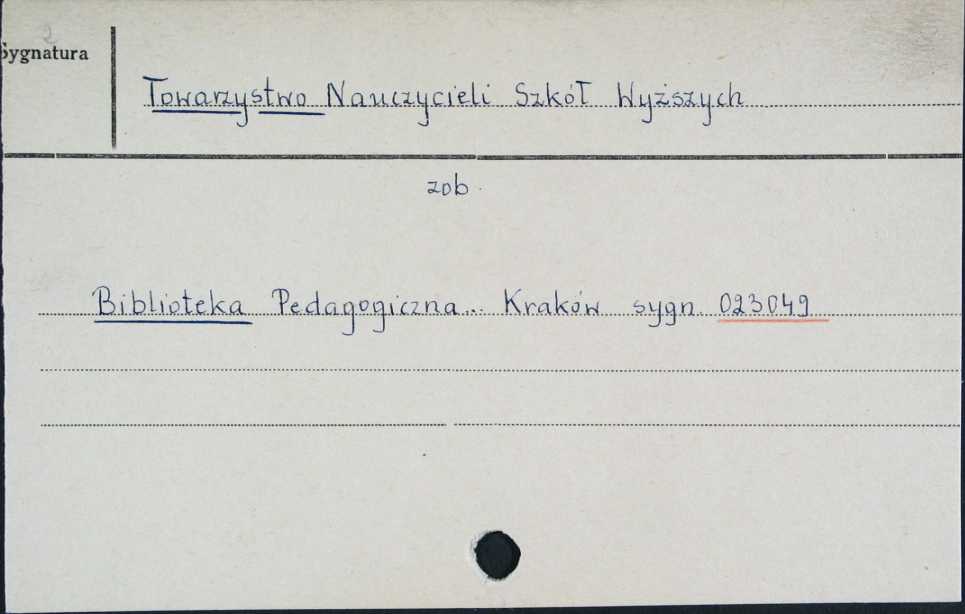 Sygnatura
Towarzystwo Nauczycieli Szkół Wyższych
zob.
Biblioteka Pedagogiczna... Kraków sygn. 023049